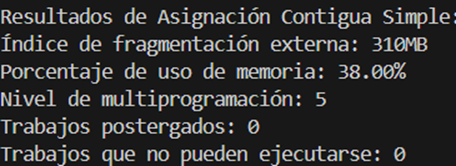 Resultados de Asignación Contigua Simple:
Índice de fragmentación externa: 310MB
Porcentaje de uso de memoria: 38.00%
Nivel de multiprogramación: 5
Trabajos postergados: 0
Trabajos que no pueden ejecutarse: 0